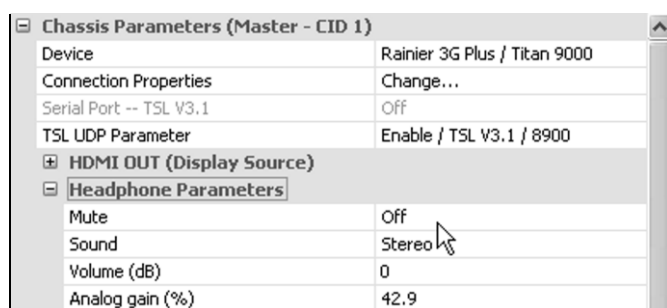 Chassis Parameters (Master - CID 1)
Device Rainier 3G Plus / Titan 9000
Connection Properties Change...
Serial Port -- TSL V3.1 Off
TSL UDP Parameter Enable / TSL V3.1 / 8900
HDMI OUT (Display Source)
Headphone Parameters
Mute Off
Sound Stereo
Volume (dB) 0
Analog gain (%) 42.9